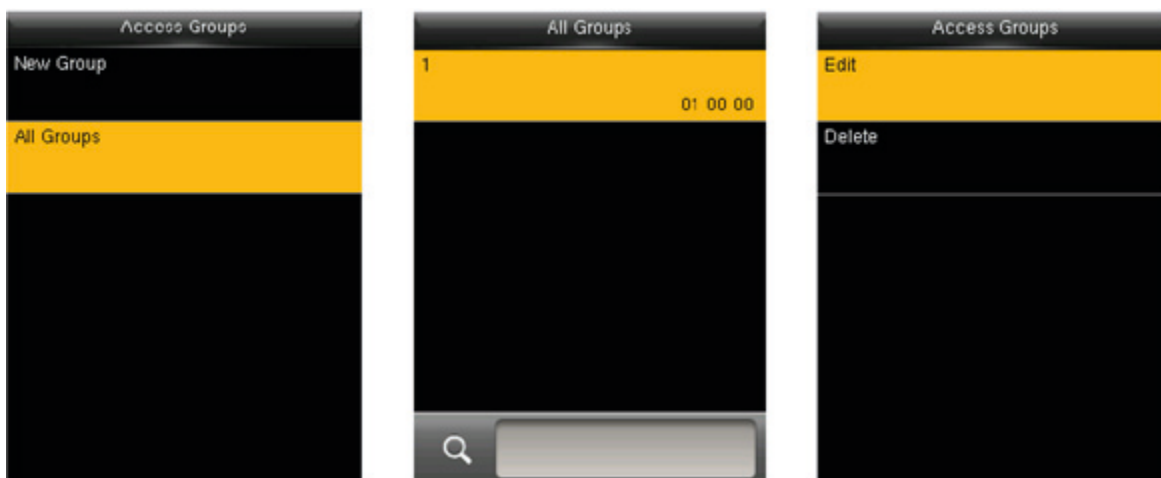 Access Groups
New Group
All Groups
All Groups
1
01 00 00
Access Groups
Edit
Delete